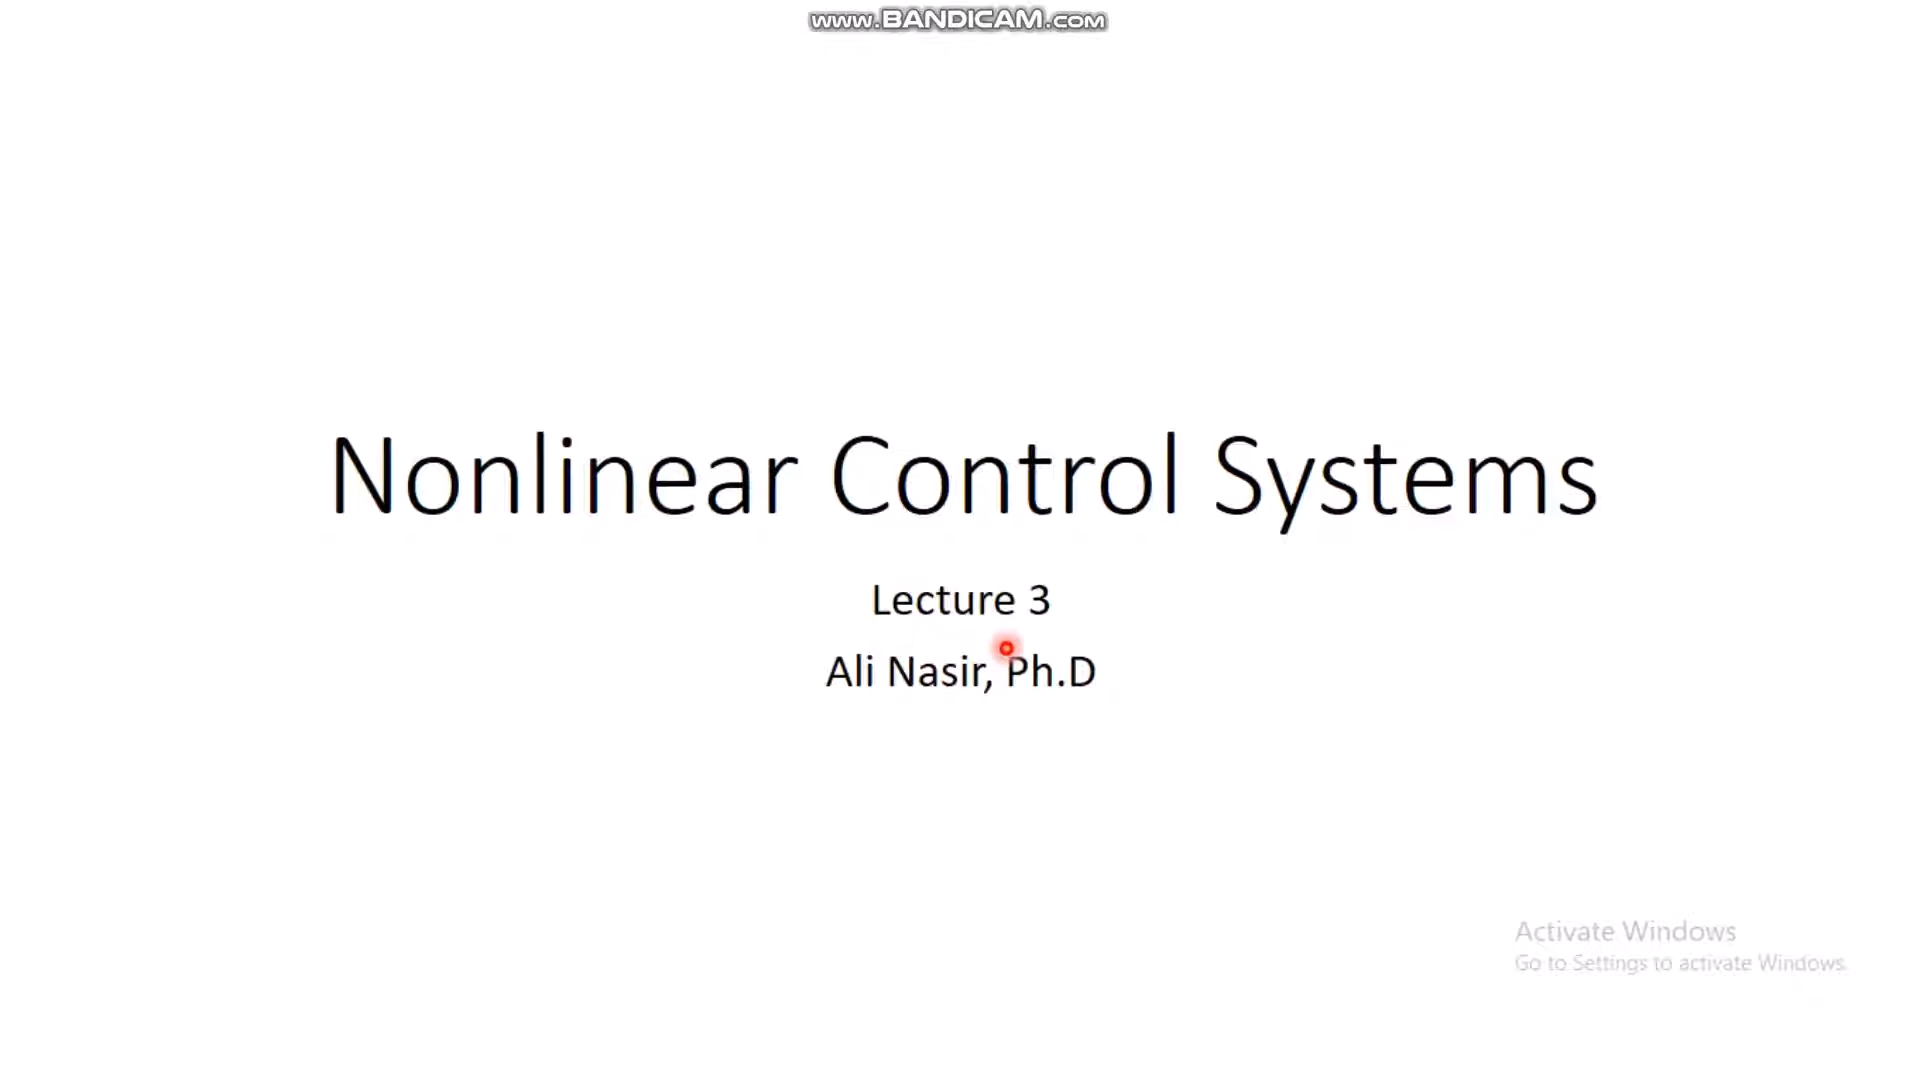 www.BANDICAM.com
Nonlinear Control Systems
Lecture 3
Ali Nasir, Ph.D
Activate Windows
Go to Settings to activate Windows.